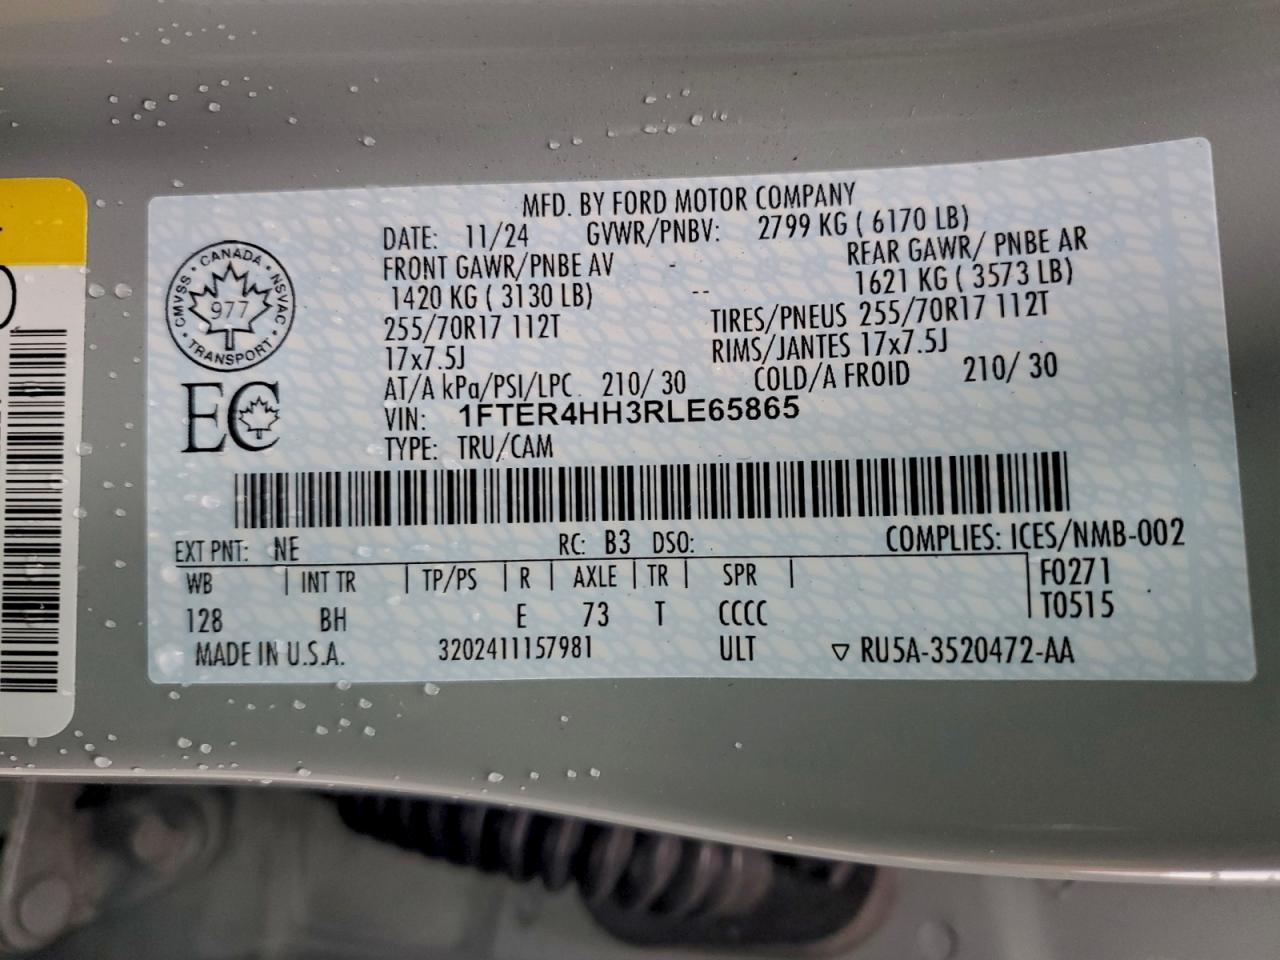 MFD. BY FORD MOTOR COMPANY
DATE: 11/24 GVWR/PNBV: 2799 KG ( 6170 LB)
FRONT GAWR/PNBE AV - REAR GAWR/ PNBE AR
1420 KG ( 3130 LB) -- 1621 KG ( 3573 LB)
255/70R17 112T TIRES/PNEUS 255/70R17 112T
17x7.5J RIMS/JANTES 17x7.5J
AT/A kPa/PSI/LPC 210/ 30 COLD/A FROID 210/ 30
VIN: 1FTER4HH3RLE65865
TYPE: TRU/CAM
CMVSS • CANADA • NSVAC • TRANSPORT •
977
EC
EXT PNT: NE RC: B3 DSO: COMPLIES: ICES/NMB-002
WB | INT TR | TP/PS | R | AXLE | TR | SPR | F0271
128 BH E 73 T CCCC T0515
MADE IN U.S.A. 3202411157981 ULT ▽ RU5A-3520472-AA